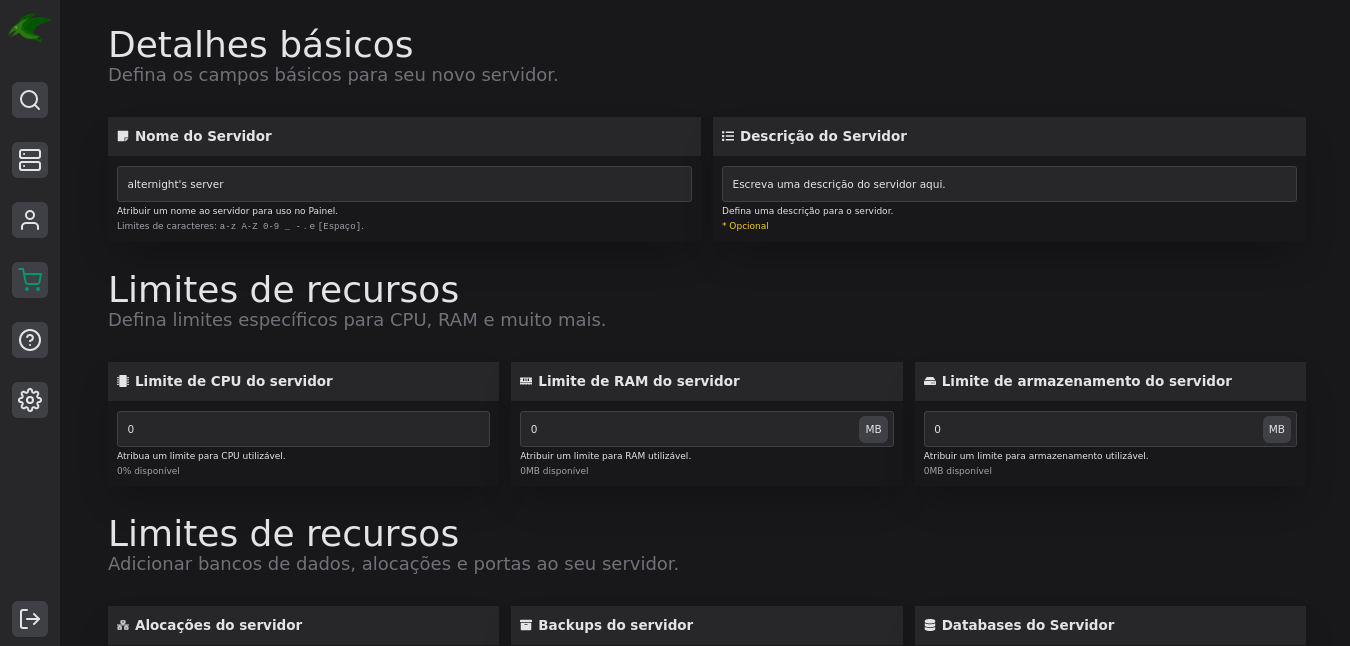 Detalhes básicos
Defina os campos básicos para seu novo servidor.
Nome do Servidor
Descrição do Servidor
alternight's server
Escreva uma descrição do servidor aqui.
Atribuir um nome ao servidor para uso no Painel.
Defina uma descrição para o servidor.
Limites de caracteres: a-z A-Z 0-9 _ - . e [Espaço].
* Opcional
Limites de recursos
Defina limites específicos para CPU, RAM e muito mais.
Limite de CPU do servidor
Limite de RAM do servidor
Limite de armazenamento do servidor
0
0 MB
0 MB
Atribua um limite para CPU utilizável.
Atribuir um limite para RAM utilizável.
Atribuir um limite para armazenamento utilizável.
0% disponível
0MB disponível
0MB disponível
Limites de recursos
Adicionar bancos de dados, alocações e portas ao seu servidor.
Alocações do servidor
Backups do servidor
Databases do Servidor